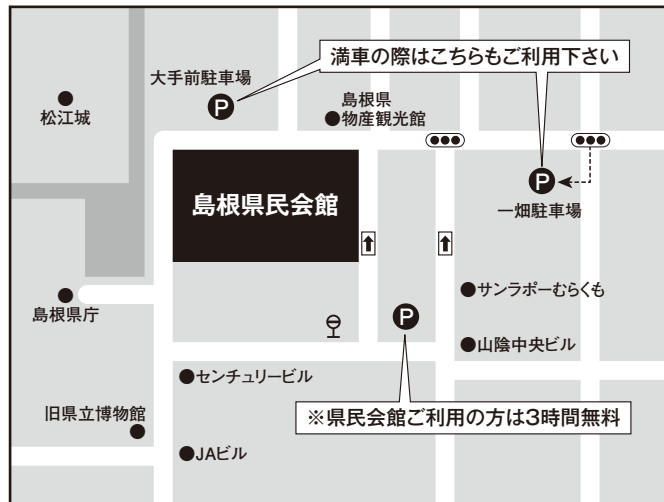 満車の際はこちらもご利用下さい
大手前駐車場
P
松江城
島根県
物産観光館
島根県民会館
P
一畑駐車場
島根県庁
サンラポーむらくも
P
山陰中央ビル
センチュリービル
※県民会館ご利用の方は3時間無料
旧県立博物館
JAビル